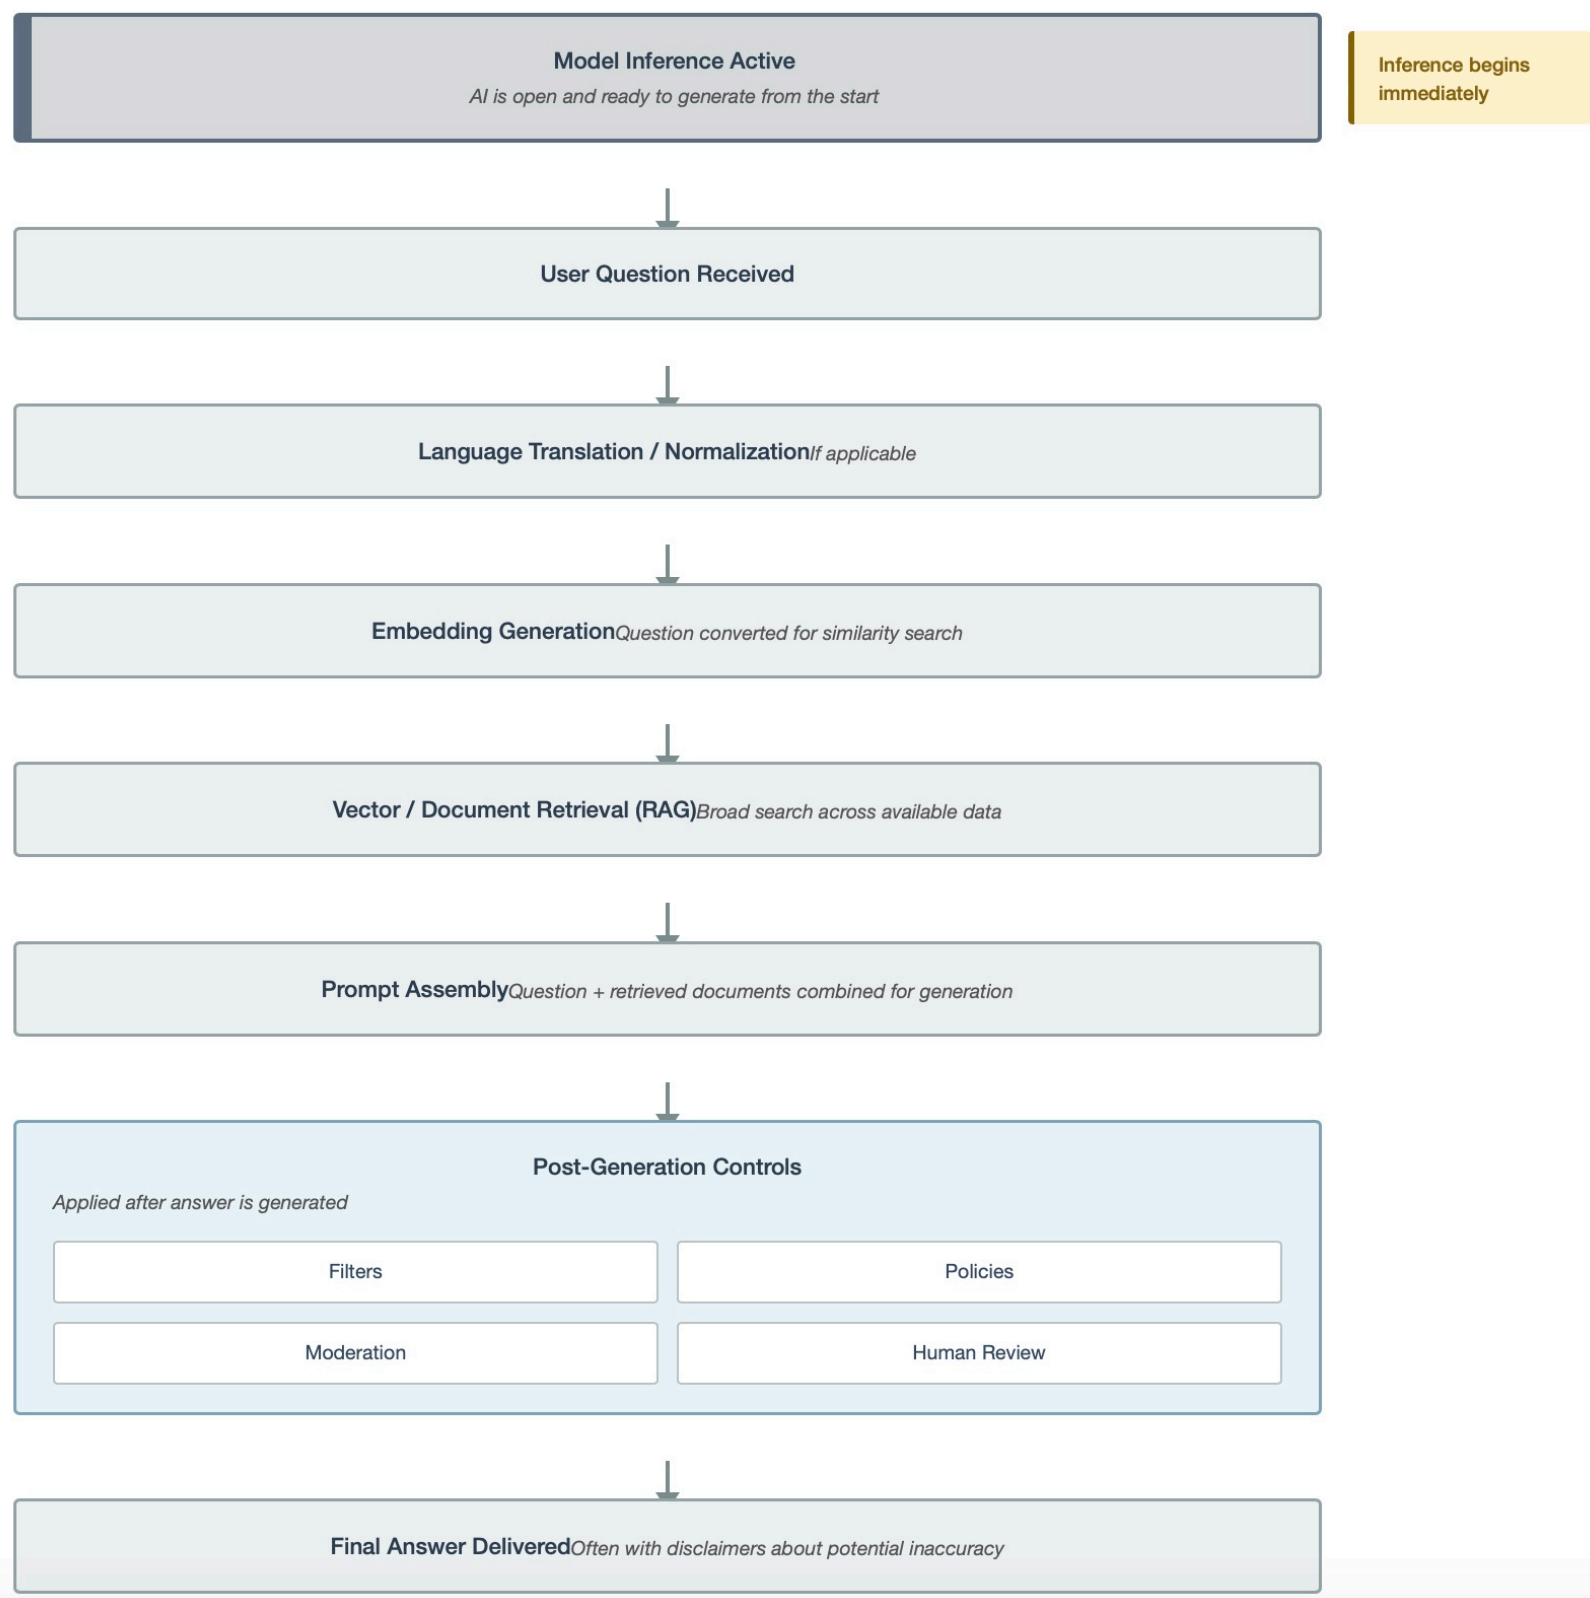 Model Inference Active
AI is open and ready to generate from the start
Inference begins
immediately
User Question Received
Language Translation / NormalizationIf applicable
Embedding GenerationQuestion converted for similarity search
Vector / Document Retrieval (RAG)Broad search across available data
Prompt AssemblyQuestion + retrieved documents combined for generation
Post-Generation Controls
Applied after answer is generated
Filters
Policies
Moderation
Human Review
Final Answer DeliveredOften with disclaimers about potential inaccuracy